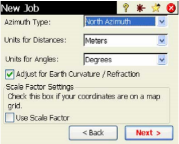 New Job
Azimuth Type: North Azimuth
Units for Distances: Meters
Units for Angles: Degrees
Adjust for Earth Curvature / Refraction
Scale Factor Settings
Check this box if your coordinates are on a map
grid.
Use Scale Factor
< Back Next >